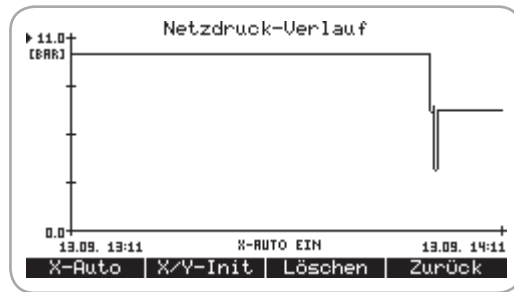 Netzdruck-Verlauf
11.0
[BAR]
0.0
13.09. 13:11 X-AUTO EIN 13.09. 14:11
X-Auto X/Y-Init Löschen Zurück